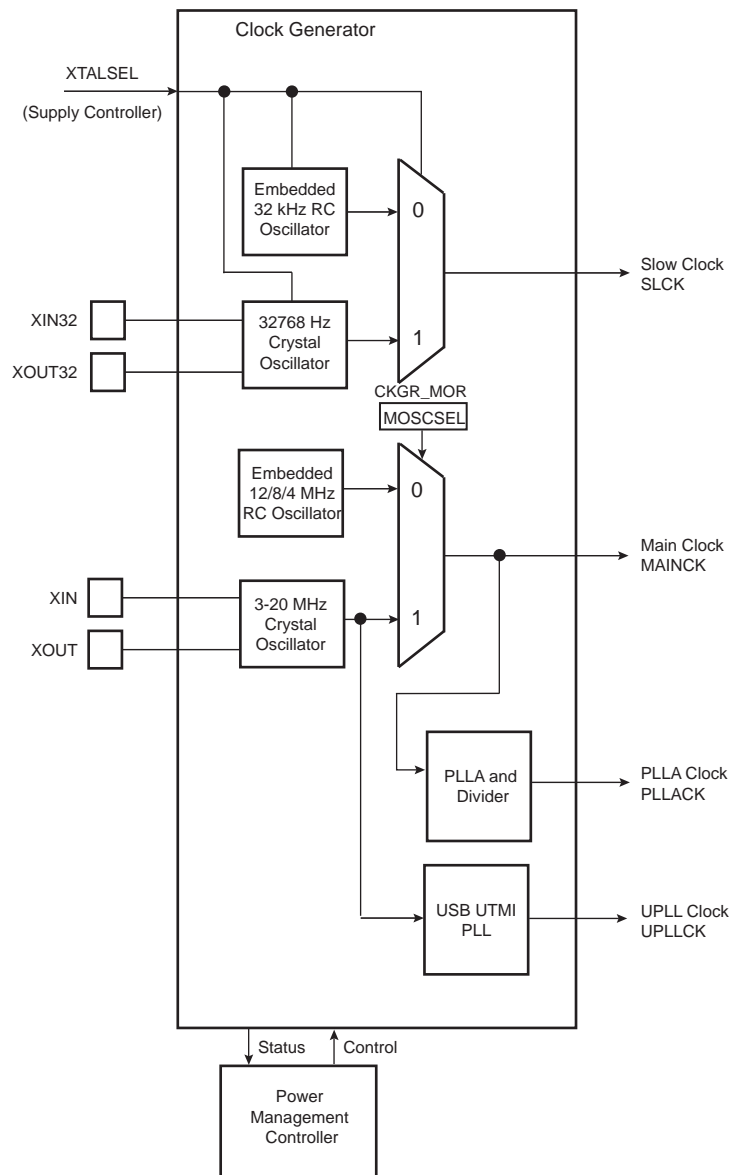 Clock Generator
XTALSEL
(Supply Controller)
Embedded
32 kHz RC
Oscillator
0
Slow Clock
SLCK
XIN32
32768 Hz
Crystal
Oscillator
1
XOUT32
CKGR_MOR
MOSCSEL
Embedded
12/8/4 MHz
RC Oscillator
0
Main Clock
MAINCK
XIN
3-20 MHz
Crystal
Oscillator
1
XOUT
PLLA and
Divider
PLLA Clock
PLLACK
USB UTMI
PLL
UPLL Clock
UPLLCK
Status
Control
Power
Management
Controller